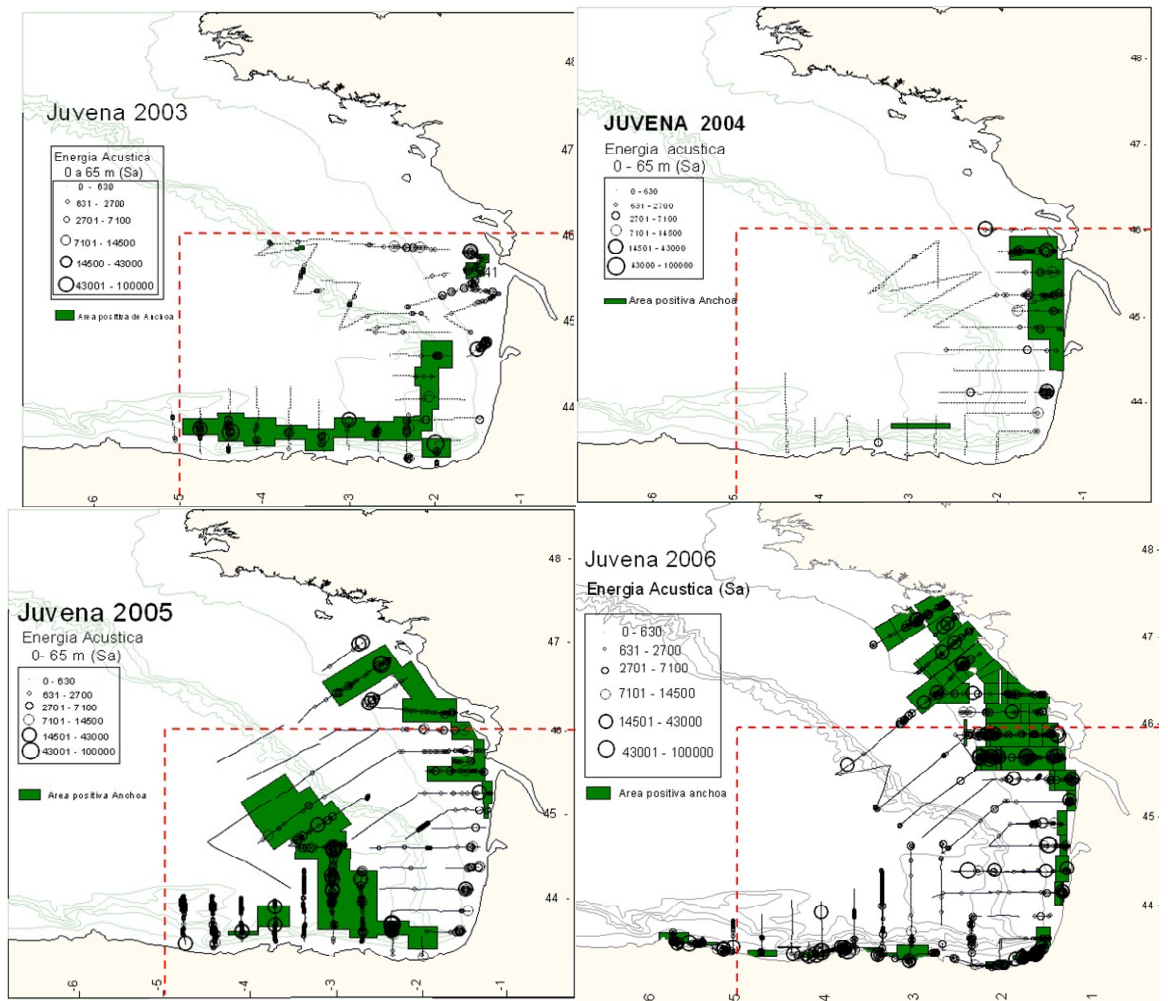 Juvena 2003
Energia Acustica
0 a 65 m (Sa)
0 - 630
631 - 2700
2701 - 7100
7101 - 14500
14500 - 43000
43001 - 100000
Area positiva de Anchoa
48
47
46
45
44
-6
-5
-4
-3
-2
-1
JUVENA 2004
Energia acustica
0 - 65 m (Sa)
0 - 630
631 - 2700
2701 - 7100
7101 - 14500
14501 - 43000
43000 - 100000
Area positiva Anchoa
48
47
46
45
44
-6
-5
-4
-3
-2
-1
Juvena 2005
Energia Acustica
0- 65 m (Sa)
0 - 630
631 - 2700
2701 - 7100
7101 - 14500
14501 - 43000
43001 - 100000
Area positiva Anchoa
48
47
46
45
44
-6
-5
-4
-3
-2
-1
Juvena 2006
Energia Acustica (Sa)
0 - 630
631 - 2700
2701 - 7100
7101 - 14500
14501 - 43000
43001 - 100000
Area positiva anchoa
48
47
46
45
44
6
5
4
3
2
1